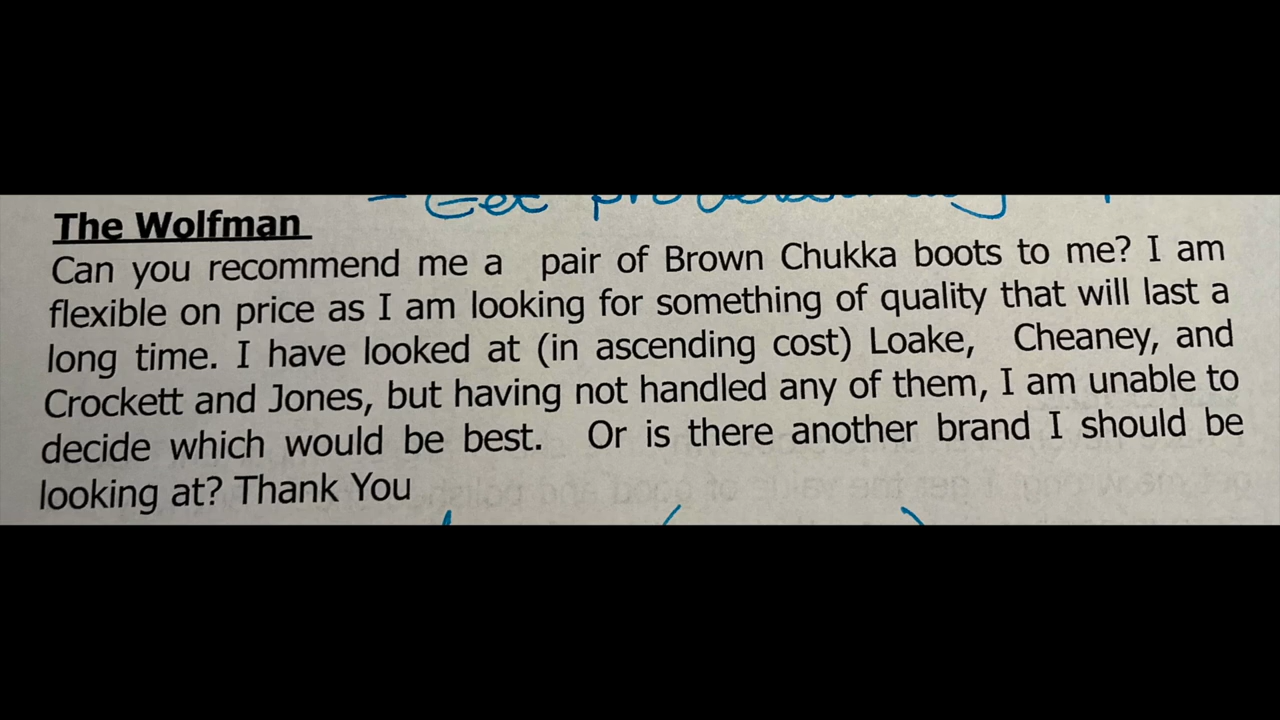 The Wolfman
Can you recommend me a pair of Brown Chukka boots to me? I am
flexible on price as I am looking for something of quality that will last a
long time. I have looked at (in ascending cost) Loake, Cheaney, and
Crockett and Jones, but having not handled any of them, I am unable to
decide which would be best. Or is there another brand I should be
looking at? Thank You